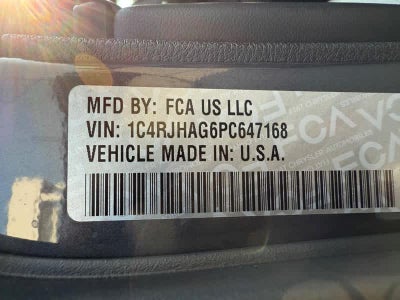 MFD BY: FCA US LLC
VIN: 1C4RJHAG6PC647168
VEHICLE MADE IN: U.S.A.